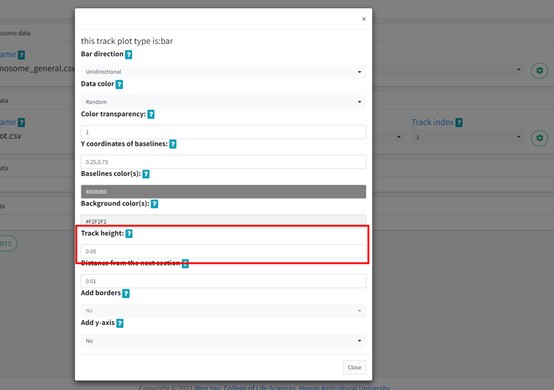 ×
this track plot type is:bar
Bar direction ?
Unidirectional
Data color ?
Random
Color transparency: ?
1
Y coordinates of baselines: ?
0.25,0.75
Baselines color(s): ?
#808080
Background color(s): ?
#F2F2F2
Track height: ?
0.05
Distance from the next section ?
0.01
Add borders ?
No
Add y-axis ?
No
Close
osome data
ame ?
mosome_general.csv
ata
ame ?
ot.csv
Track index ?
1
ata
ata
Copyright © 2021 Wen Yao, College of Life Sciences, Henan Agricultural University